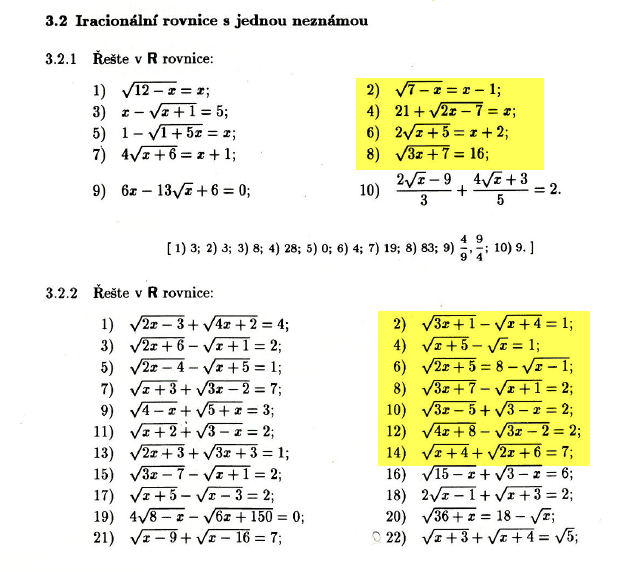 3.2 Iracionální rovnice s jednou neznámou
3.2.1 Řešte v R rovnice:
1) √(12 − x) = x; 2) √(7 − x) = x − 1;
3) x − √(x + 1) = 5; 4) 21 + √(2x − 7) = x;
5) 1 − √(1 + 5x) = x; 6) 2√(x + 5) = x + 2;
7) 4√(x + 6) = x + 1; 8) √(3x + 7) = 16;
9) 6x − 13√x + 6 = 0; 10) (2√x − 9)/3 + (4√x + 3)/5 = 2.
[ 1) 3; 2) 3; 3) 8; 4) 28; 5) 0; 6) 4; 7) 19; 8) 83; 9) 4/9, 9/4; 10) 9. ]
3.2.2 Řešte v R rovnice:
1) √(2x − 3) + √(4x + 2) = 4; 2) √(3x + 1) − √(x + 4) = 1;
3) √(2x + 6) − √(x + 1) = 2; 4) √(x + 5) − √x = 1;
5) √(2x − 4) − √(x + 5) = 1; 6) √(2x + 5) = 8 − √(x − 1);
7) √(x + 3) + √(3x − 2) = 7; 8) √(3x + 7) − √(x + 1) = 2;
9) √(4 − x) + √(5 + x) = 3; 10) √(3x − 5) + √(3 − x) = 2;
11) √(x + 2) + √(3 − x) = 2; 12) √(4x + 8) − √(3x − 2) = 2;
13) √(2x + 3) + √(3x + 3) = 1; 14) √(x + 4) + √(2x + 6) = 7;
15) √(3x − 7) − √(x + 1) = 2; 16) √(15 − x) + √(3 − x) = 6;
17) √(x + 5) − √(x − 3) = 2; 18) 2√(x − 1) + √(x + 3) = 2;
19) 4√(8 − x) − √(6x + 150) = 0; 20) √(36 + x) = 18 − √x;
21) √(x − 9) + √(x − 16) = 7; 22) √(x + 3) + √(x + 4) = √5;